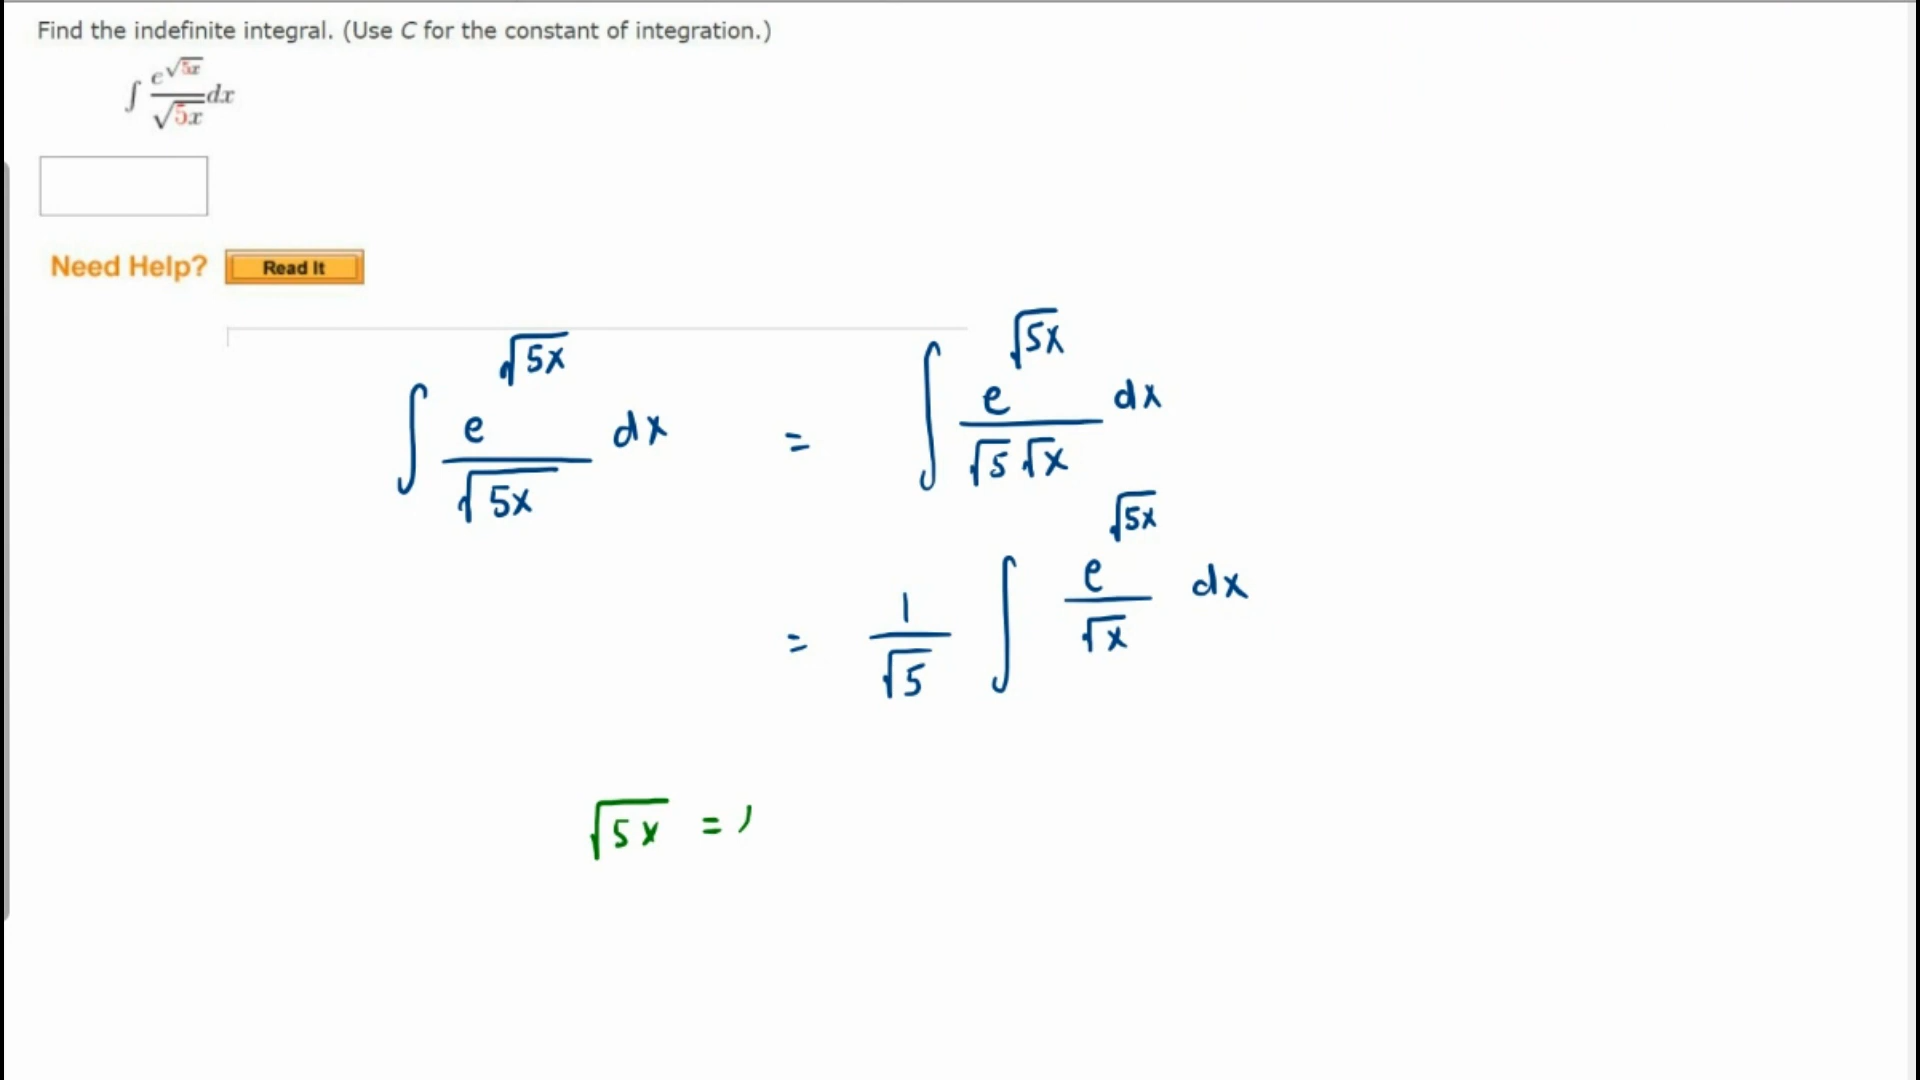 Find the indefinite integral. (Use C for the constant of integration.)
∫ e^√5x / √5x dx
Need Help? Read It
∫ e^√5x / √5x dx = ∫ e^√5x / √5 √x dx
= 1/√5 ∫ e^√5x / √x dx
√5x =